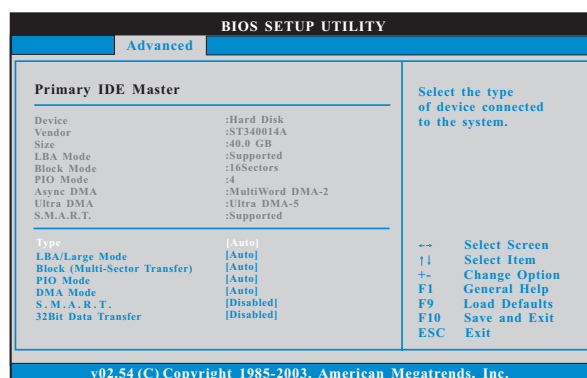 BIOS SETUP UTILITY
Advanced
Primary IDE Master
Device :Hard Disk
Vendor :ST340014A
Size :40.0 GB
LBA Mode :Supported
Block Mode :16Sectors
PIO Mode :4
Async DMA :MultiWord DMA-2
Ultra DMA :Ultra DMA-5
S.M.A.R.T. :Supported
Type [Auto]
LBA/Large Mode [Auto]
Block (Multi-Sector Transfer) [Auto]
PIO Mode [Auto]
DMA Mode [Auto]
S.M.A.R.T. [Disabled]
32Bit Data Transfer [Disabled]
Select the type
of device connected
to the system.
←→ Select Screen
↑↓ Select Item
+- Change Option
F1 General Help
F9 Load Defaults
F10 Save and Exit
ESC Exit
v02.54 (C) Copyright 1985-2003, American Megatrends, Inc.